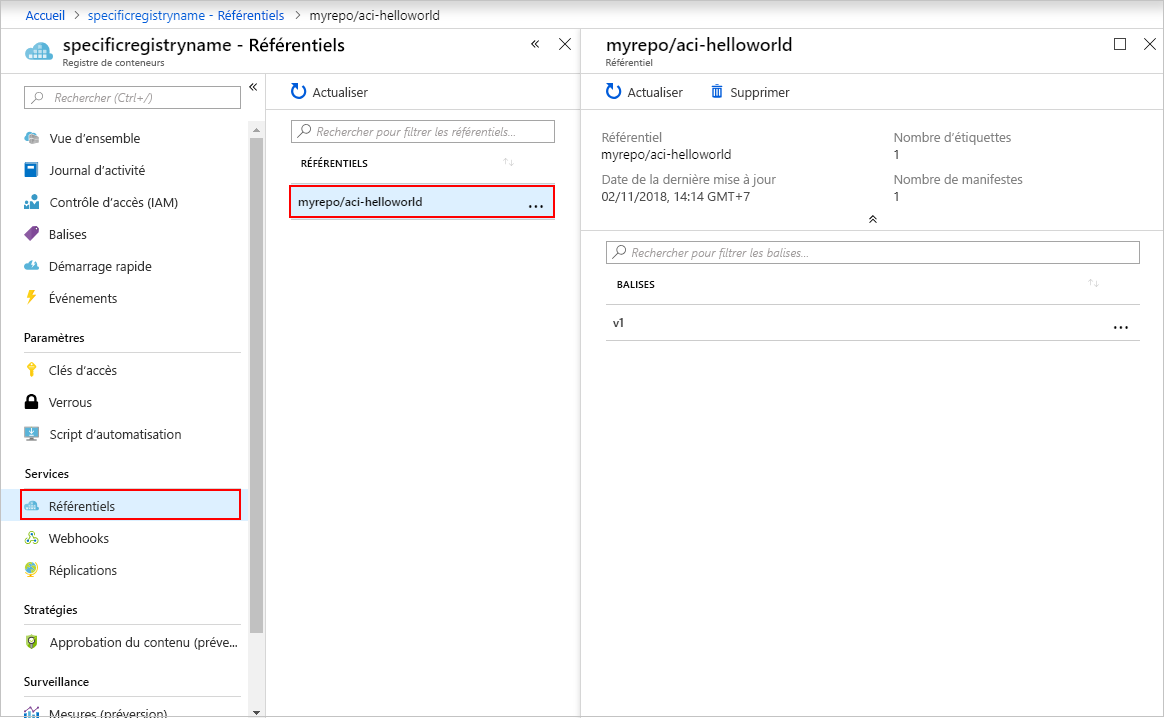 Accueil > specificregistryname - Référentiels > myrepo/aci-helloworld
specificregistryname - Référentiels
Registre de conteneurs
Rechercher (Ctrl+/)
Vue d'ensemble
Journal d'activité
Contrôle d'accès (IAM)
Balises
Démarrage rapide
Événements
Paramètres
Clés d'accès
Verrous
Script d'automatisation
Services
Référentiels
Webhooks
Réplications
Stratégies
Approbation du contenu (préve...
Surveillance
Mesures (préversion)
Actualiser
Rechercher pour filtrer les référentiels...
RÉFÉRENTIELS
myrepo/aci-helloworld ...
myrepo/aci-helloworld
Référentiel
Actualiser Supprimer
Référentiel
myrepo/aci-helloworld
Date de la dernière mise à jour
02/11/2018, 14:14 GMT+7
Nombre d'étiquettes
1
Nombre de manifestes
1
Rechercher pour filtrer les balises...
BALISES
v1 ...